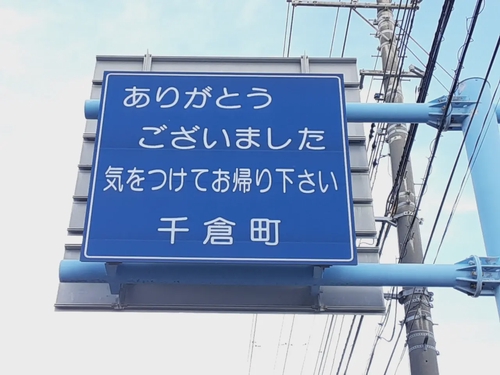 ありがとう
ございました
気をつけてお帰り下さい
千倉町